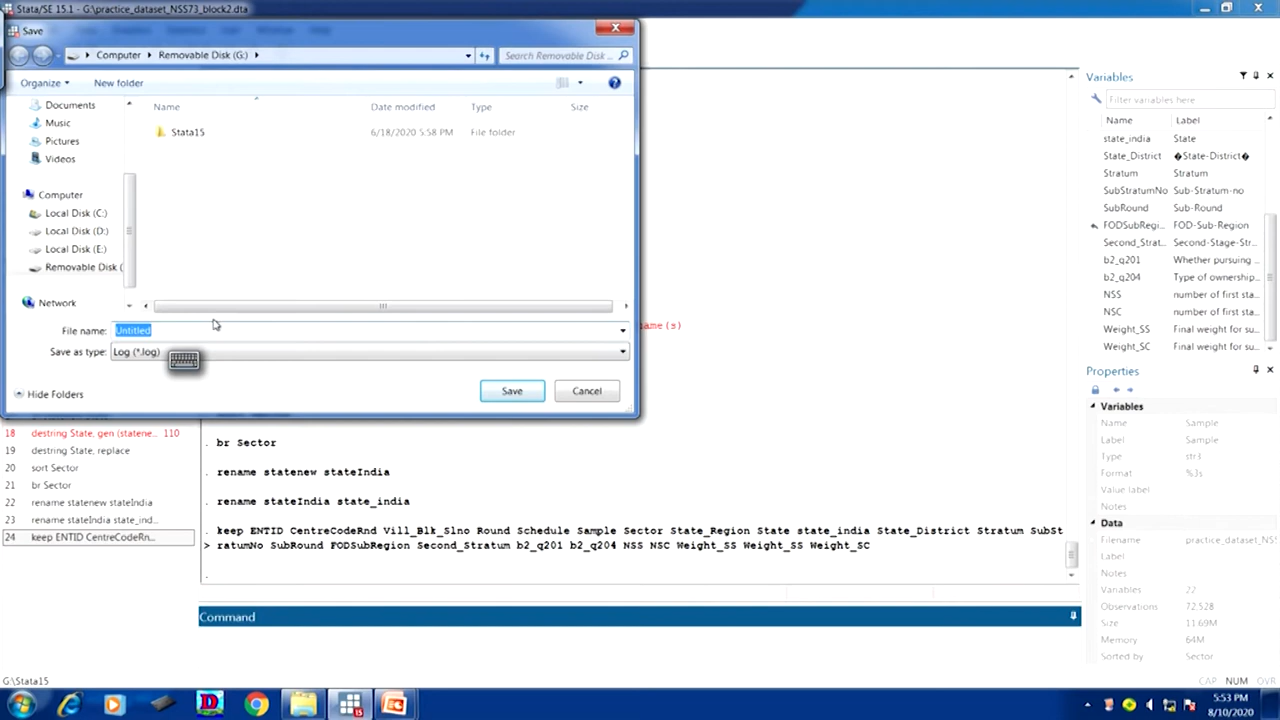 Stata/SE 15.1 - G:\practice_dataset_NSS73_block2.dta
Save
Computer
Removable Disk (G:)
Search Removable Disk ...
Organize
New folder
Name
Date modified
Type
Size
Documents
Music
Pictures
Videos
Computer
Local Disk (C:)
Local Disk (D:)
Local Disk (E:)
Removable Disk (
Network
Stata15
6/18/2020 5:58 PM
File folder
File name:
Untitled
Save as type:
Log (*.log)
Hide Folders
Save
Cancel
ame(s)
18 destring State, gen (statene... 110
19 destring State, replace
20 sort Sector
21 br Sector
22 rename statenew stateIndia
23 rename stateIndia state_ind...
24 keep ENTID CentreCodeRn...
. br Sector
. rename statenew stateIndia
. rename stateIndia state_india
. keep ENTID CentreCodeRnd Vill_Blk_Slno Round Schedule Sample Sector State_Region State state_india State_District Stratum SubSt
> ratumNo SubRound FODSubRegion Second_Stratum b2_q201 b2_q204 NSS NSC Weight_SS Weight_SS Weight_SC
.
Command
Variables
Filter variables here
Name Label
state_india State
State_District �State-District�
Stratum Stratum
SubStratumNo Sub-Stratum-no
SubRound Sub-Round
FODSubRegi... FOD-Sub-Region
Second_Strat... Second-Stage-Str...
b2_q201 Whether pursuing ...
b2_q204 Type of ownership...
NSS number of first sta...
NSC number of first sta...
Weight_SS Final weight for su...
Weight_SC Final weight for su...
Properties
Variables
Name Sample
Label Sample
Type str3
Format %3s
Value label
Notes
Data
Filename practice_dataset_NS
Label
Notes
Variables 22
Observations 72,528
Size 11.69M
Memory 64M
Sorted by Sector
G:\Stata15
CAP NUM OVR
5:53 PM
8/10/2020